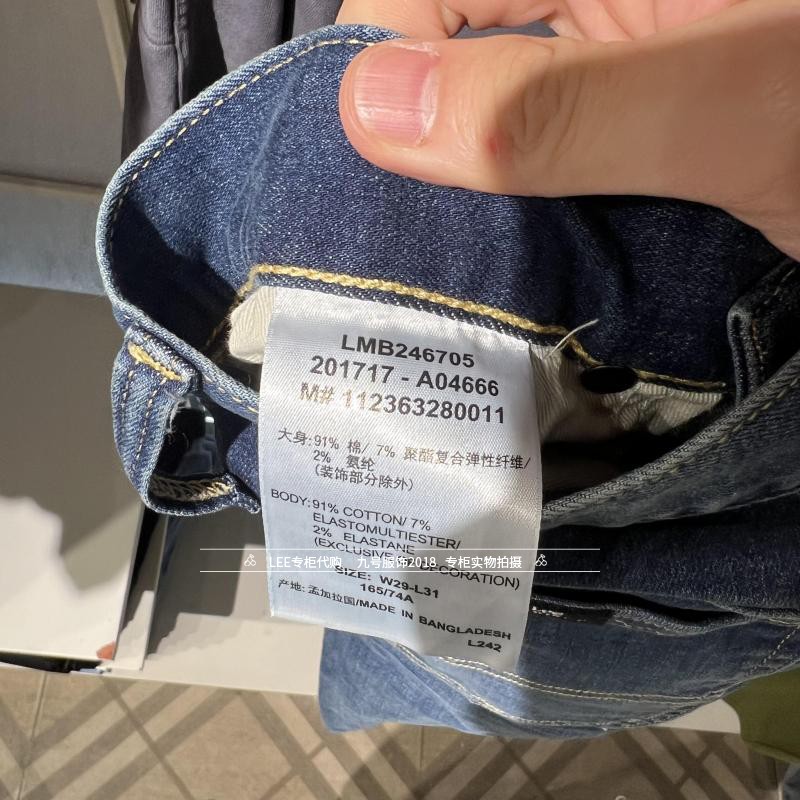 LMB246705
201717 - A04666
M# 112363280011
大身:91% 棉/ 7% 聚酯复合弹性纤维/
2% 氨纶
(装饰部分除外)
BODY:91% COTTON/ 7%
ELASTOMULTIESTER/
2% ELASTANE
(EXCLUSIVE DECORATION)
LEE专柜代购 九号服饰2018 专柜实物拍摄
SIZE: W29-L31
165/74A
产地: 孟加拉国/MADE IN BANGLADESH
L242